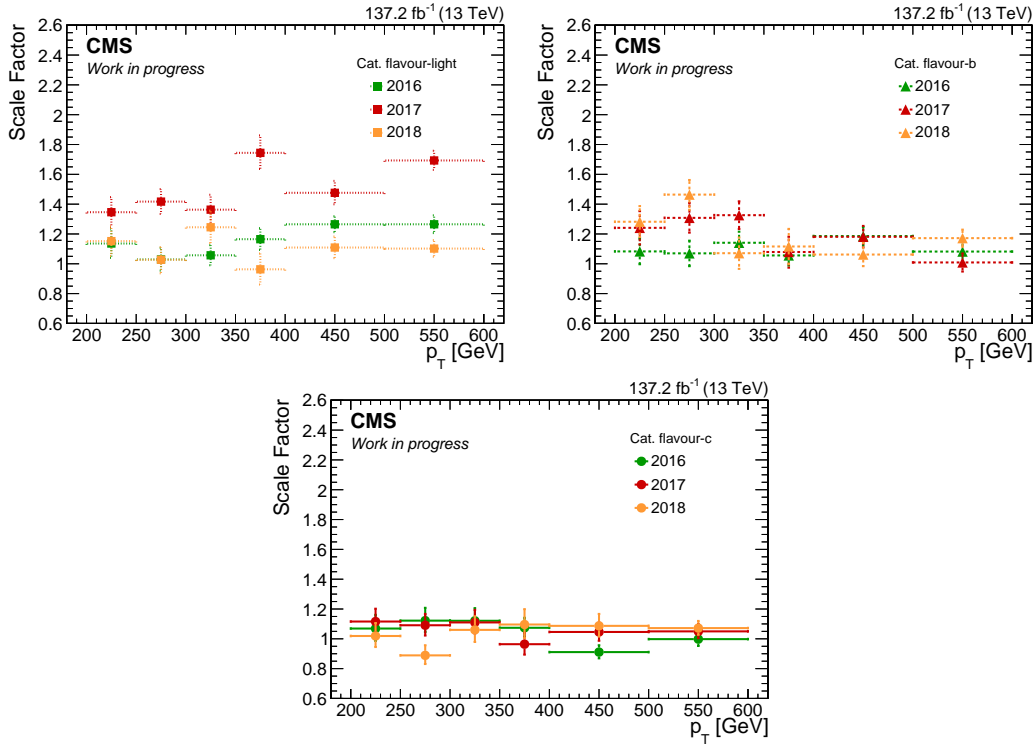 137.2 fb⁻¹ (13 TeV)
CMS
Work in progress
Cat. flavour-light
2016
2017
2018
Scale Factor
2.6
2.4
2.2
2
1.8
1.6
1.4
1.2
1
0.8
0.6
200 250 300 350 400 450 500 550 600
p_T [GeV]
137.2 fb⁻¹ (13 TeV)
CMS
Work in progress
Cat. flavour-b
2016
2017
2018
Scale Factor
2.6
2.4
2.2
2
1.8
1.6
1.4
1.2
1
0.8
0.6
200 250 300 350 400 450 500 550 600
p_T [GeV]
137.2 fb⁻¹ (13 TeV)
CMS
Work in progress
Cat. flavour-c
2016
2017
2018
Scale Factor
2.6
2.4
2.2
2
1.8
1.6
1.4
1.2
1
0.8
0.6
200 250 300 350 400 450 500 550 600
p_T [GeV]